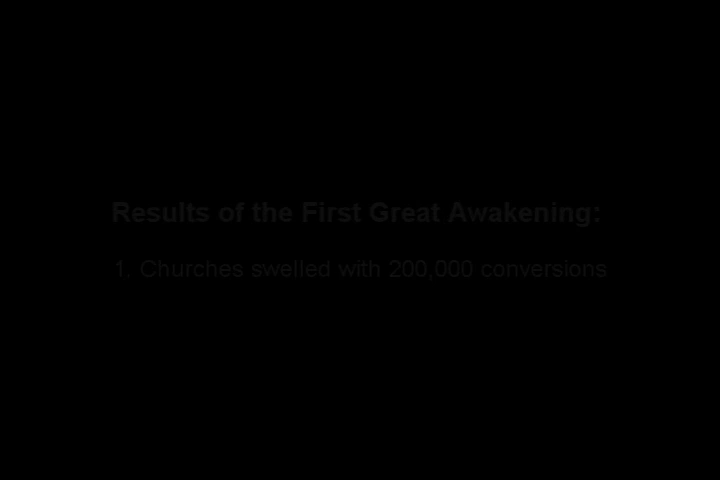 Results of the First Great Awakening:
1. Churches swelled with 200,000 conversions